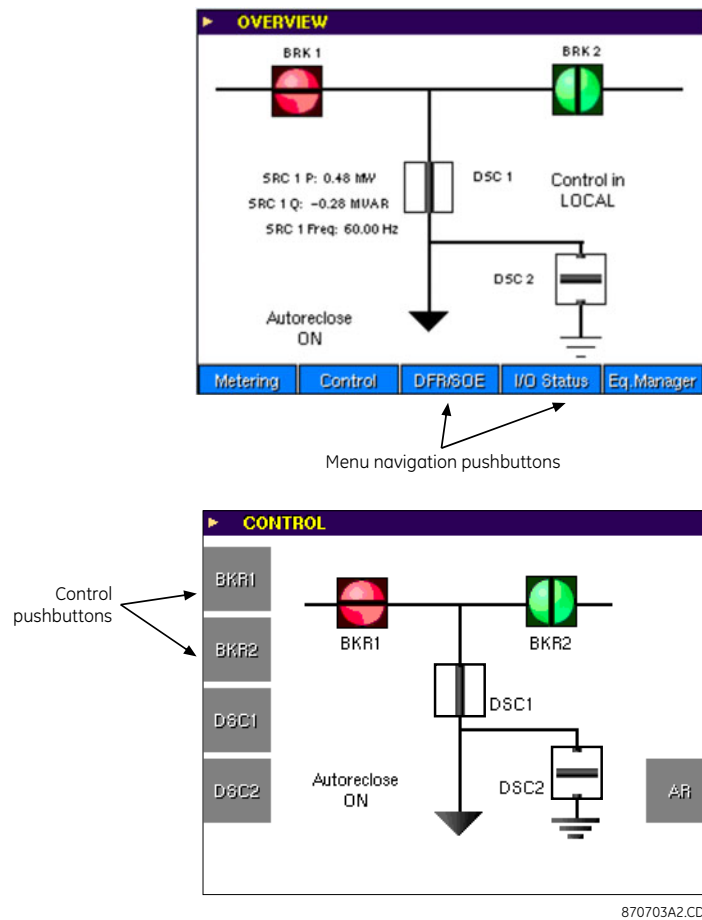 OVERVIEW
BRK 1
BRK 2
SRC 1 P: 0.48 MW
DSC 1
Control in
LOCAL
SRC 1 Q: -0.28 MVAR
SRC 1 Freq: 60.00 Hz
DSC 2
Autoreclose
ON
Metering Control DFR/SOE I/O Status Eq.Manager
Menu navigation pushbuttons
CONTROL
Control
pushbuttons
BKR1
BKR2
DSC1
DSC2
BKR1
BKR2
DSC1
DSC2
Autoreclose
ON
AR
870703A2.CD